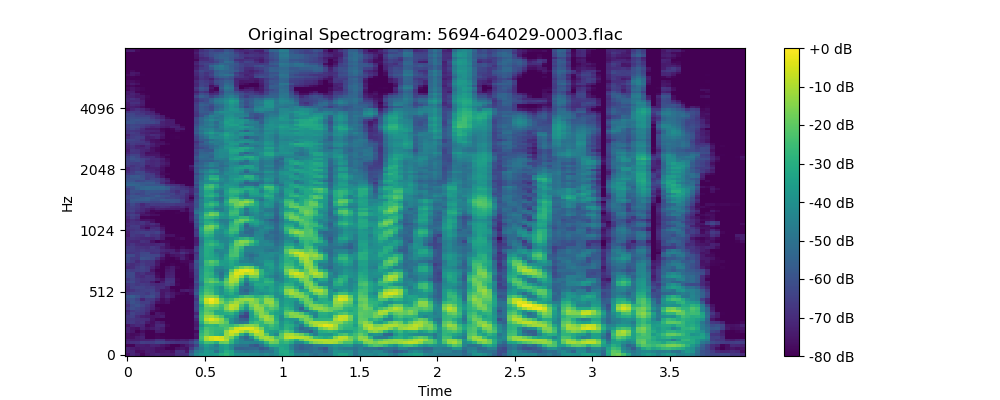 Original Spectrogram: 5694-64029-0003.flac
Hz
4096
2048
1024
512
0
0 0.5 1 1.5 2 2.5 3 3.5
Time
+0 dB
-10 dB
-20 dB
-30 dB
-40 dB
-50 dB
-60 dB
-70 dB
-80 dB